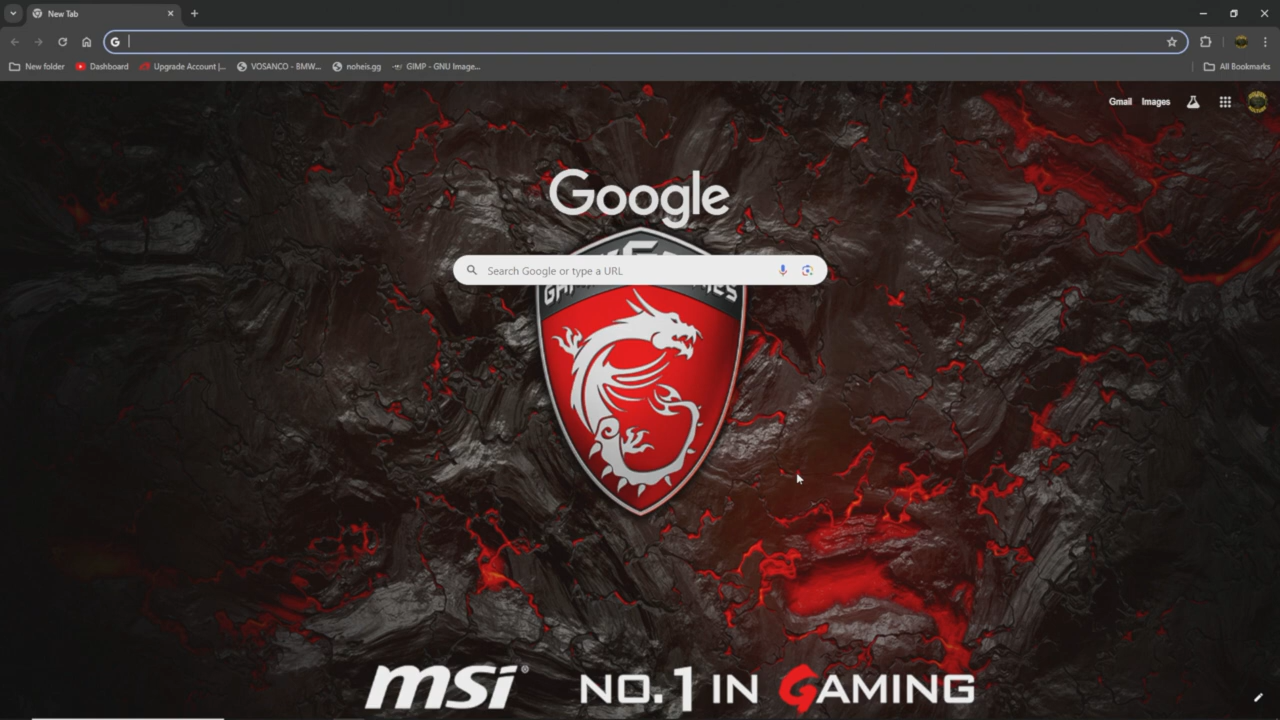 New Tab
New folder
Dashboard
Upgrade Account |...
VOSANCO - BMW...
noheis.gg
GIMP - GNU Image...
All Bookmarks
Gmail Images
Google
Search Google or type a URL
msi® NO.1 IN GAMING